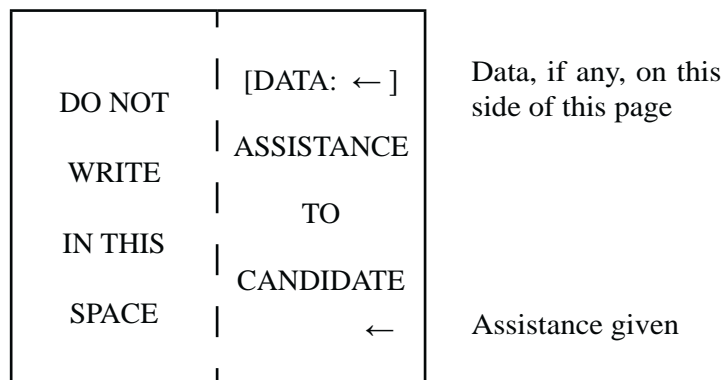 DO NOT
WRITE
IN THIS
SPACE
[DATA: ← ]
ASSISTANCE
TO
CANDIDATE
←
Data, if any, on this
side of this page
Assistance given